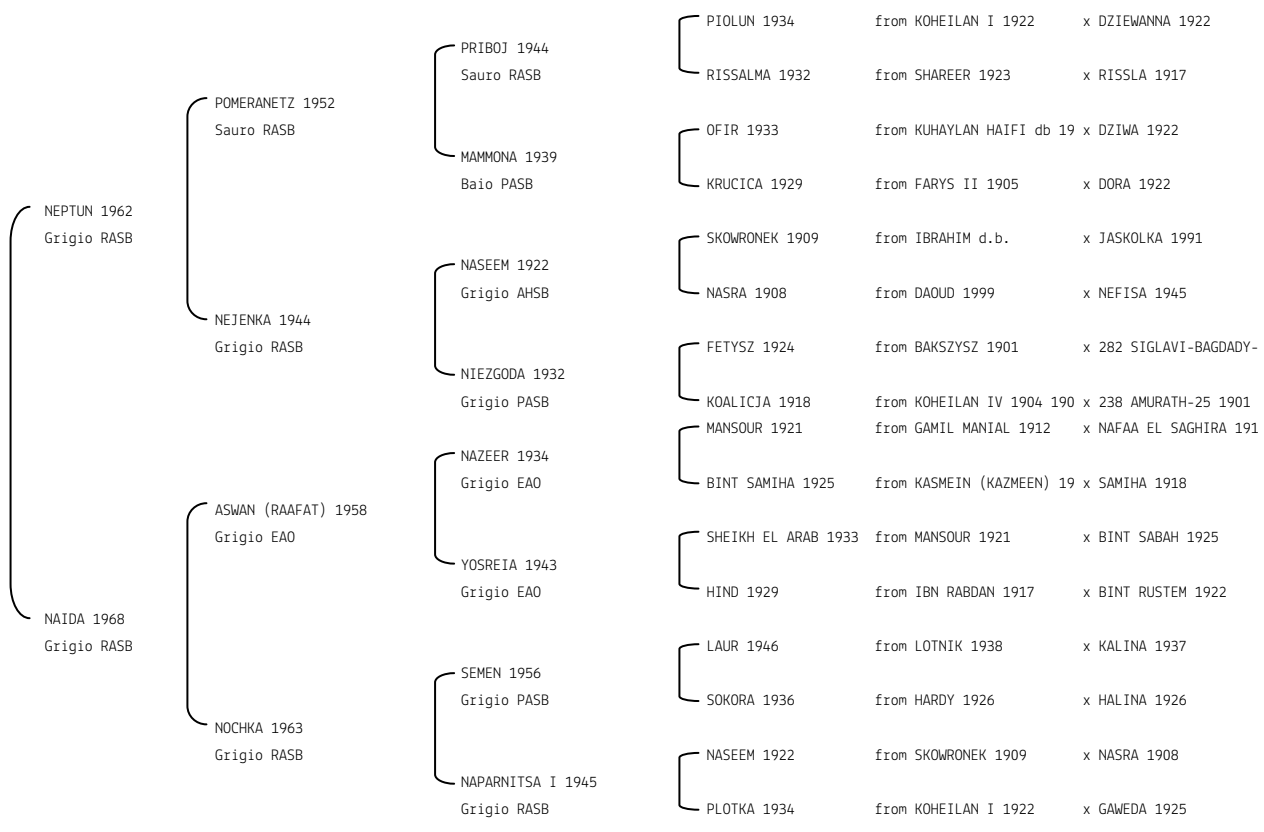 PIOLUN 1934 from KOHEILAN I 1922 x DZIEWANNA 1922
PRIBOJ 1944
Sauro RASB RISSALMA 1932 from SHAREER 1923 x RISSLA 1917
POMERANETZ 1952
Sauro RASB OFIR 1933 from KUHAYLAN HAIFI db 19 x DZIWA 1922
MAMMONA 1939
Baio PASB KRUCICA 1929 from FARYS II 1905 x DORA 1922
NEPTUN 1962
Grigio RASB SKOWRONEK 1909 from IBRAHIM d.b. x JASKOLKA 1991
NASEEM 1922
Grigio AHSB NASRA 1908 from DAOUD 1999 x NEFISA 1945
NEJENKA 1944
Grigio RASB FETYSZ 1924 from BAKSZYSZ 1901 x 282 SIGLAVI-BAGDADY-
NIEZGODA 1932
Grigio PASB KOALICJA 1918 from KOHEILAN IV 1904 190 x 238 AMURATH-25 1901
MANSOUR 1921 from GAMIL MANIAL 1912 x NAFAA EL SAGHIRA 191
NAZEER 1934
Grigio EAO BINT SAMIHA 1925 from KASMEIN (KAZMEEN) 19 x SAMIHA 1918
ASWAN (RAAFAT) 1958
Grigio EAO SHEIKH EL ARAB 1933 from MANSOUR 1921 x BINT SABAH 1925
YOSREIA 1943
Grigio EAO HIND 1929 from IBN RABDAN 1917 x BINT RUSTEM 1922
NAIDA 1968
Grigio RASB LAUR 1946 from LOTNIK 1938 x KALINA 1937
SEMEN 1956
Grigio PASB SOKORA 1936 from HARDY 1926 x HALINA 1926
NOCHKA 1963
Grigio RASB NASEEM 1922 from SKOWRONEK 1909 x NASRA 1908
NAPARNITSA I 1945
Grigio RASB PLOTKA 1934 from KOHEILAN I 1922 x GAWEDA 1925